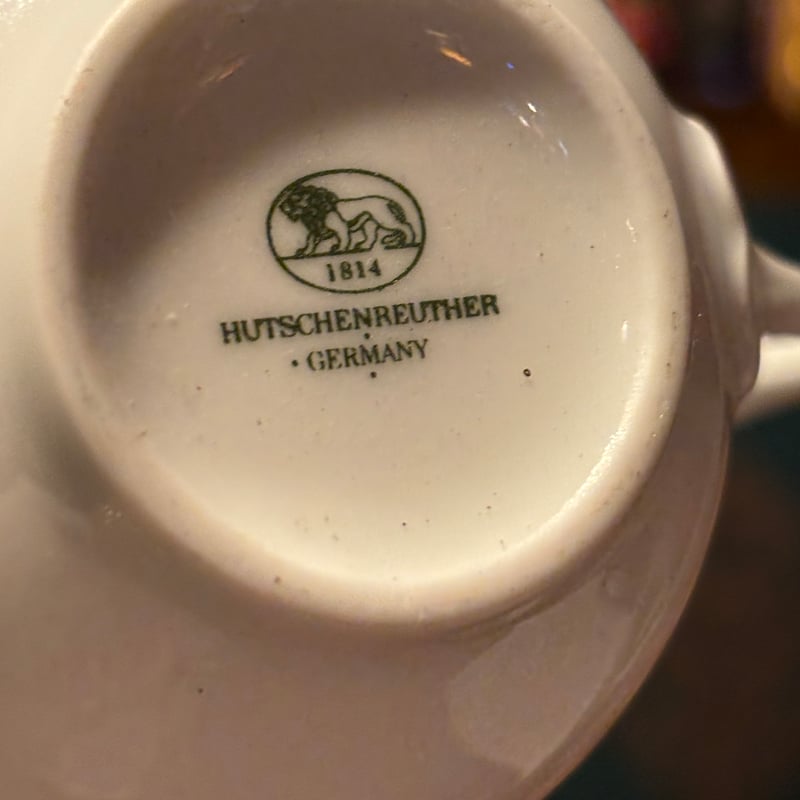 1814
HUTSCHENREUTHER
· GERMANY